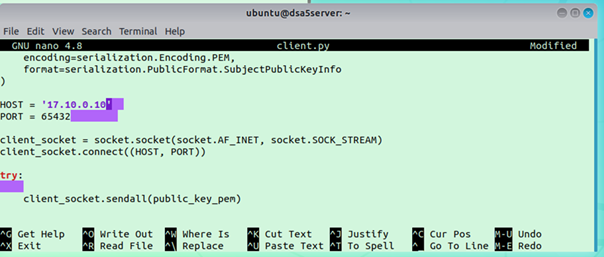 ubuntu@dsa5server: ~
File Edit View Search Terminal Help
GNU nano 4.8 client.py Modified
    encoding=serialization.Encoding.PEM,
    format=serialization.PublicFormat.SubjectPublicKeyInfo
)
HOST = '17.10.0.10'
PORT = 65432
client_socket = socket.socket(socket.AF_INET, socket.SOCK_STREAM)
client_socket.connect((HOST, PORT))
try:
    client_socket.sendall(public_key_pem)
^G Get Help ^O Write Out ^W Where Is ^K Cut Text ^J Justify ^C Cur Pos M-U Undo
^X Exit ^R Read File ^\ Replace ^U Paste Text ^T To Spell ^_ Go To Line M-E Redo